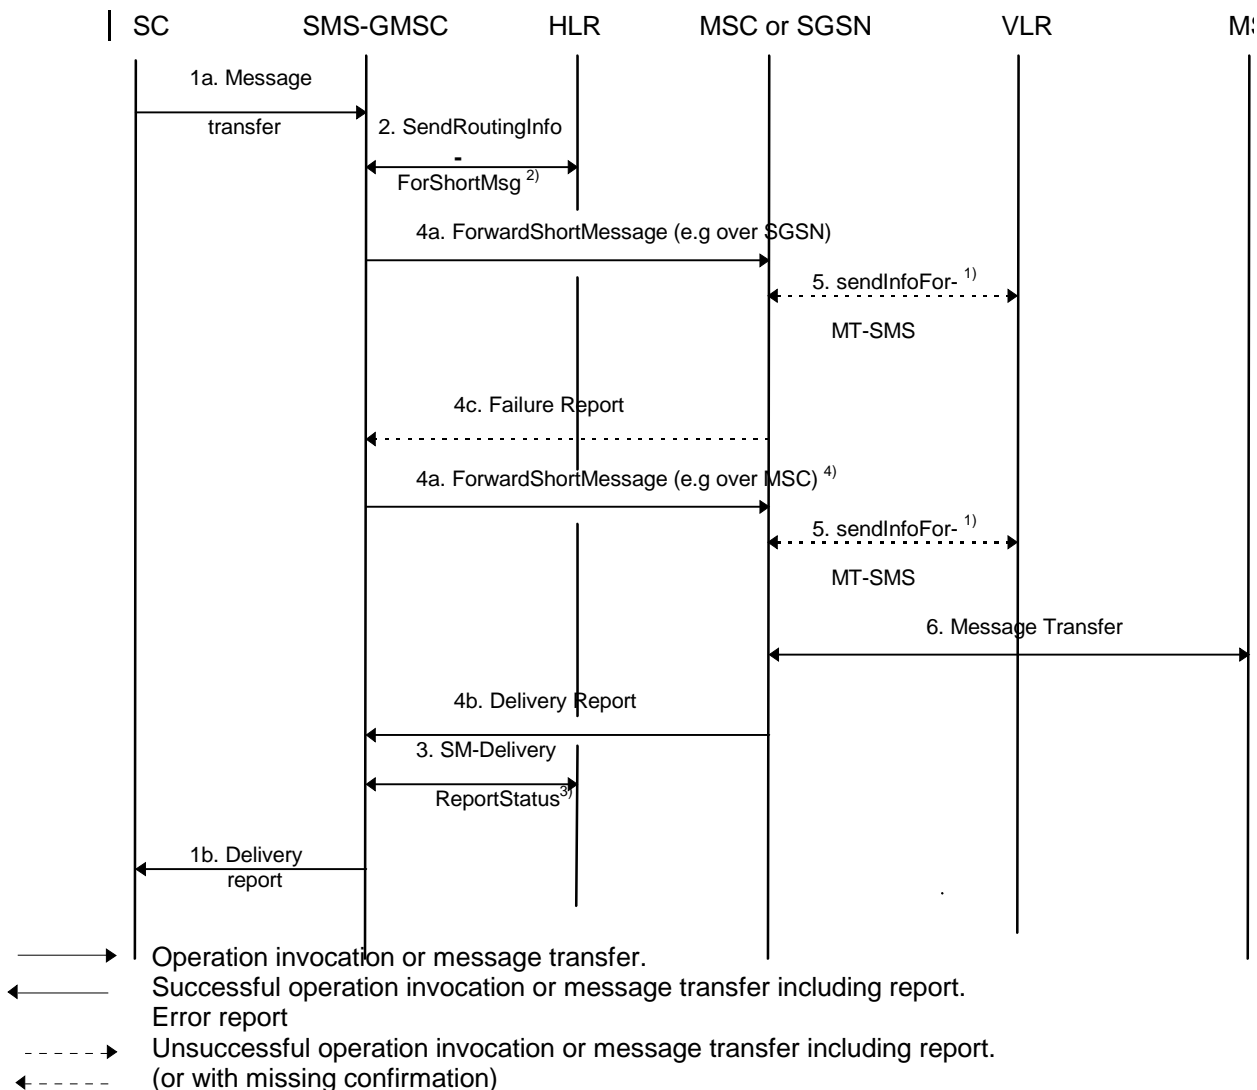 SC SMS-GMSC HLR MSC or SGSN VLR MS
1a. Message
transfer
2. SendRoutingInfo
-
ForShortMsg 2)
4a. ForwardShortMessage (e.g over SGSN)
5. sendInfoFor- 1)
MT-SMS
4c. Failure Report
4a. ForwardShortMessage (e.g over MSC) 4)
5. sendInfoFor- 1)
MT-SMS
6. Message Transfer
4b. Delivery Report
3. SM-Delivery
ReportStatus3)
1b. Delivery
report
Operation invocation or message transfer.
Successful operation invocation or message transfer including report.
Error report
Unsuccessful operation invocation or message transfer including report.
(or with missing confirmation)